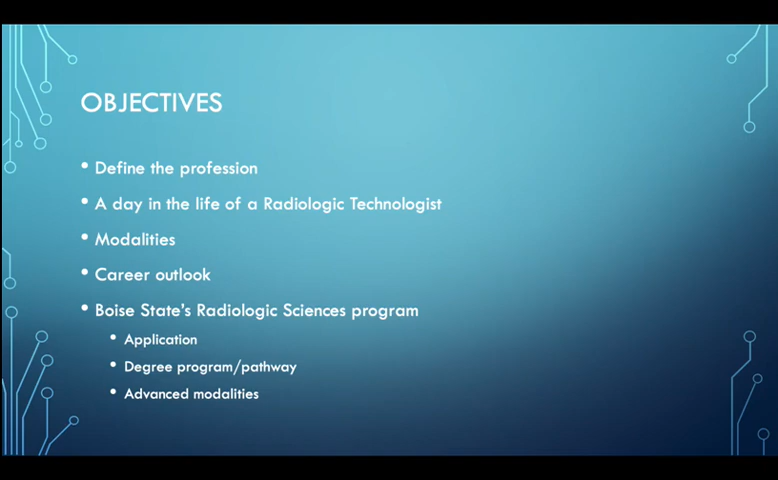 OBJECTIVES
• Define the profession
• A day in the life of a Radiologic Technologist
• Modalities
• Career outlook
• Boise State's Radiologic Sciences program
• Application
• Degree program/pathway
• Advanced modalities